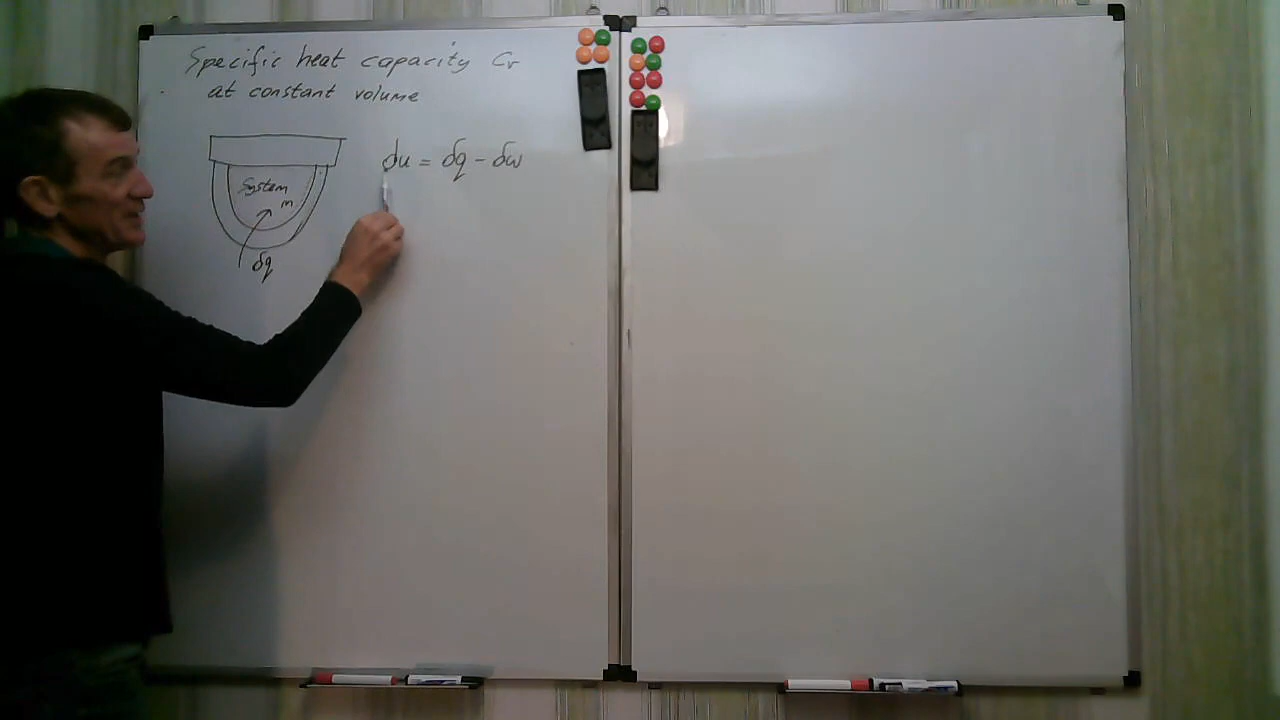 Specific heat capacity Cv
at constant volume
du = δq - δw
System
m
δq